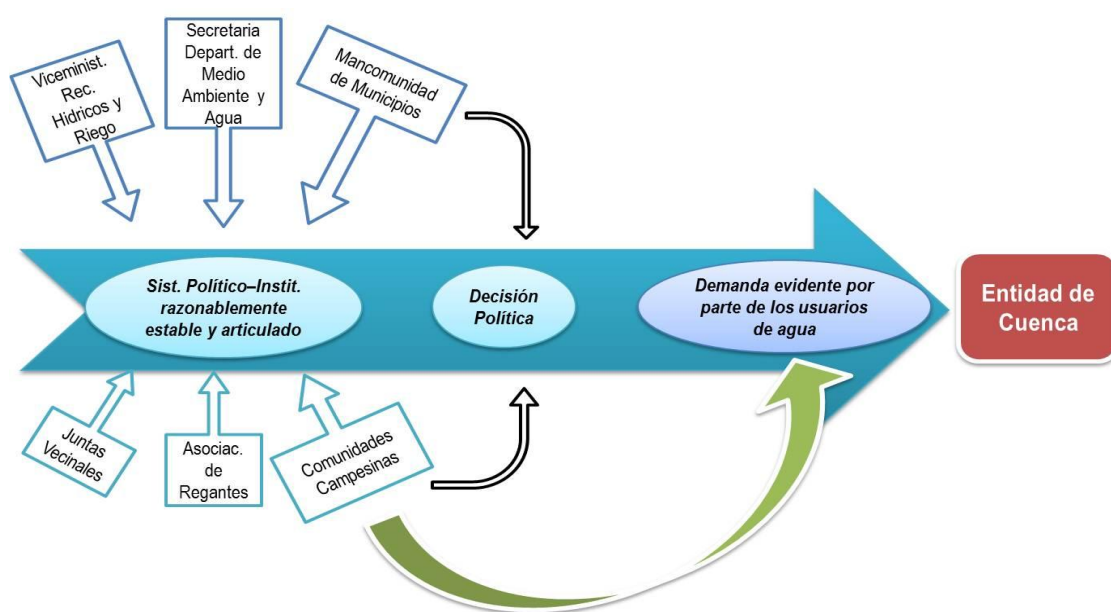 Viceminist.
Rec.
Hídricos y
Riego
Secretaria
Depart. de
Medio
Ambiente y
Agua
Mancomunidad
de Municipios
Sist. Político–Instit.
razonablemente
estable y articulado
Decisión
Política
Demanda evidente por
parte de los usuarios
de agua
Entidad de
Cuenca
Juntas
Vecinales
Asociac.
de
Regantes
Comunidades
Campesinas